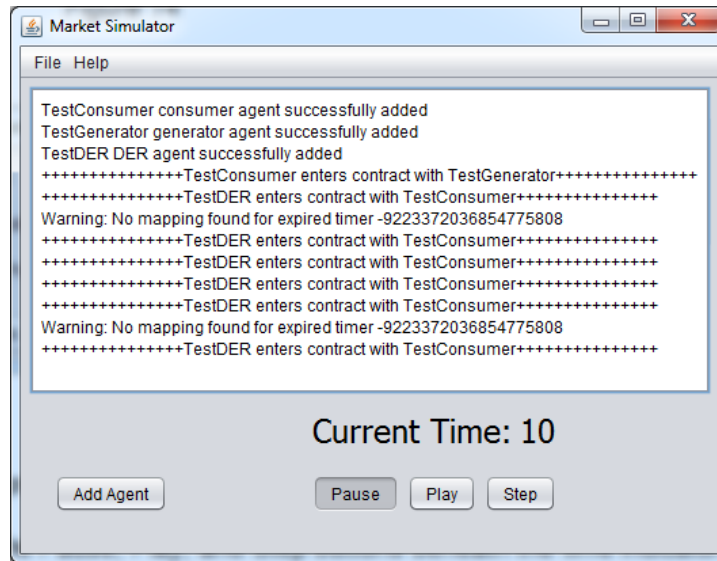 Market Simulator
File Help
TestConsumer consumer agent successfully added
TestGenerator generator agent successfully added
TestDER DER agent successfully added
+++++++++++++++TestConsumer enters contract with TestGenerator+++++++++++++++
+++++++++++++++TestDER enters contract with TestConsumer+++++++++++++++
Warning: No mapping found for expired timer -9223372036854775808
+++++++++++++++TestDER enters contract with TestConsumer+++++++++++++++
+++++++++++++++TestDER enters contract with TestConsumer+++++++++++++++
+++++++++++++++TestDER enters contract with TestConsumer+++++++++++++++
+++++++++++++++TestDER enters contract with TestConsumer+++++++++++++++
Warning: No mapping found for expired timer -9223372036854775808
+++++++++++++++TestDER enters contract with TestConsumer+++++++++++++++
Current Time: 10
Add Agent Pause Play Step